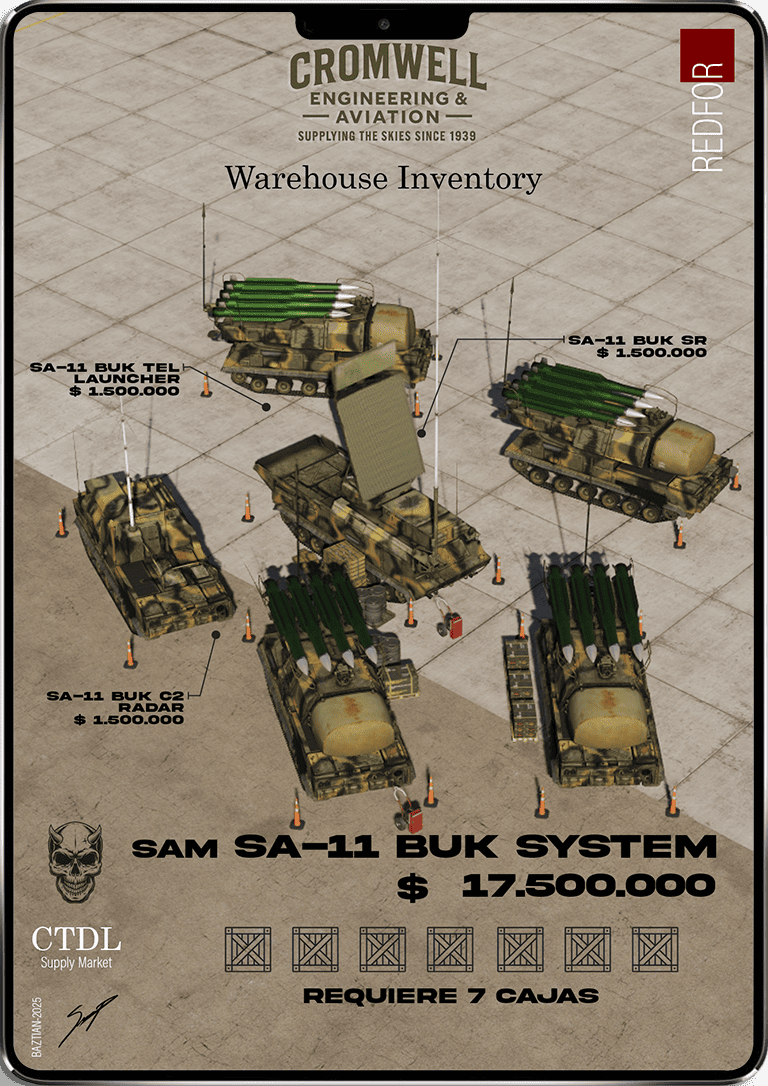 CROMWELL
ENGINEERING &
AVIATION
SUPPLYING THE SKIES SINCE 1939
REDFOR
Warehouse Inventory
SA-11 BUK SR
$ 1.500.000
SA-11 BUK TEL
LAUNCHER
$ 1.500.000
SA-11 BUK C2
RADAR
$ 1.500.000
SAM SA-11 BUK SYSTEM
$ 17.500.000
CTDL
Supply Market
REQUIERE 7 CAJAS
BAZTIAN-2025